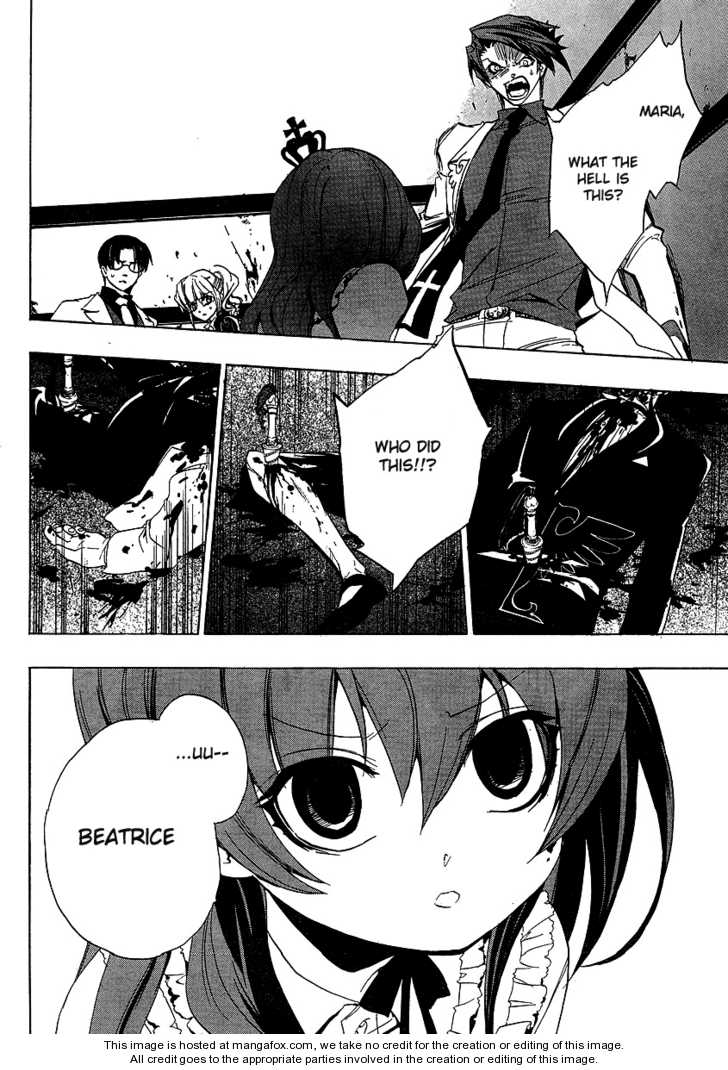 MARIA,
WHAT THE
HELL IS
THIS?
WHO DID
THIS!!?
...UU--
BEATRICE
This image is hosted at mangafox.com, we take no credit for the creation or editing of this image.
All credit goes to the appropriate parties involved in the creation or editing of this image.